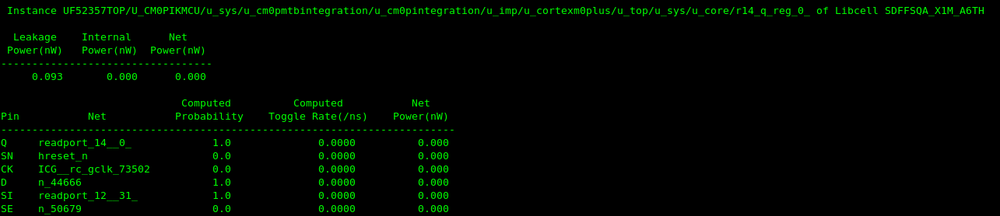 Instance UF52357TOP/U_CM0PIKMCU/u_sys/u_cm0pmtbintegration/u_cm0pintegration/u_imp/u_cortexm0plus/u_top/u_sys/u_core/r14_q_reg_0_ of Libcell SDFFSQA_X1M_A6TH
Leakage Internal Net
Power(nW) Power(nW) Power(nW)
----------------------------------
0.093 0.000 0.000
Computed Computed Net
Pin Net Probability Toggle Rate(/ns) Power(nW)
-------------------------------------------------------------------------
Q readport_14__0_ 1.0 0.0000 0.000
SN hreset_n 0.0 0.0000 0.000
CK ICG__rc_gclk_73502 0.0 0.0000 0.000
D n_44666 1.0 0.0000 0.000
SI readport_12__31_ 1.0 0.0000 0.000
SE n_50679 0.0 0.0000 0.000